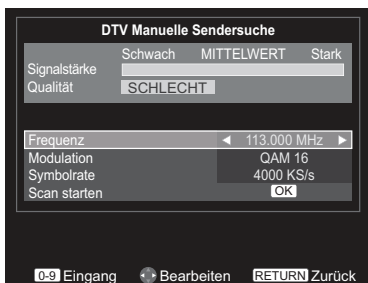 DTV Manuelle Sendersuche
Schwach MITTELWERT Stark
Signalstärke
Qualität SCHLECHT
Frequenz 113.000 MHz
Modulation QAM 16
Symbolrate 4000 KS/s
Scan starten OK
0-9 Eingang Bearbeiten RETURN Zurück